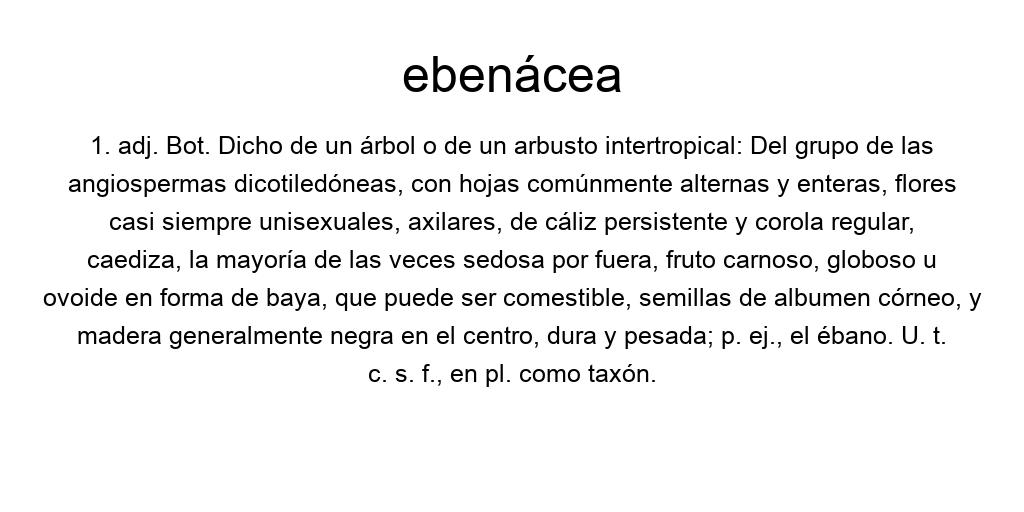 ebenácea
1. adj. Bot. Dicho de un árbol o de un arbusto intertropical: Del grupo de las
angiospermas dicotiledóneas, con hojas comúnmente alternas y enteras, flores
casi siempre unisexuales, axilares, de cáliz persistente y corola regular,
caediza, la mayoría de las veces sedosa por fuera, fruto carnoso, globoso u
ovoide en forma de baya, que puede ser comestible, semillas de albumen córneo, y
madera generalmente negra en el centro, dura y pesada; p. ej., el ébano. U. t.
c. s. f., en pl. como taxón.